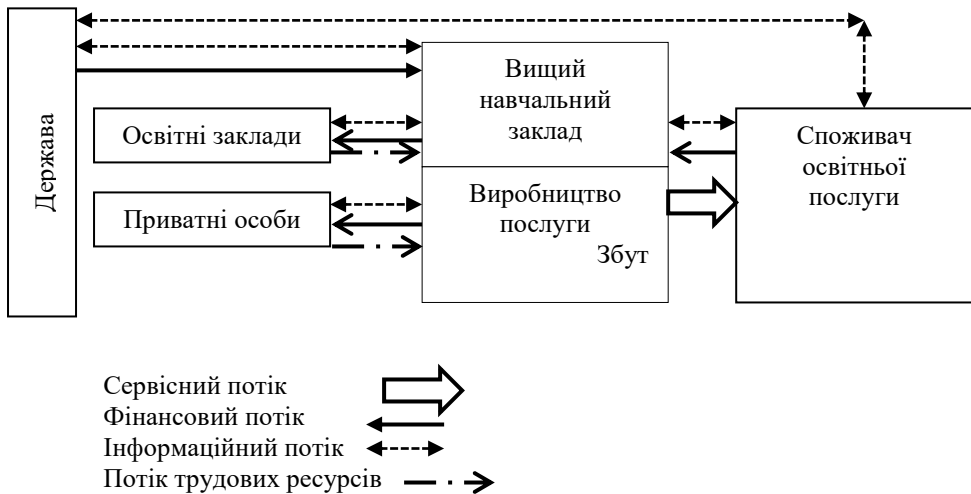 Держава
Освітні заклади
Приватні особи
Вищий
навчальний
заклад
Виробництво
послуги
Збут
Споживач
освітньої
послуги
Сервісний потік
Фінансовий потік
Інформаційний потік
Потік трудових ресурсів